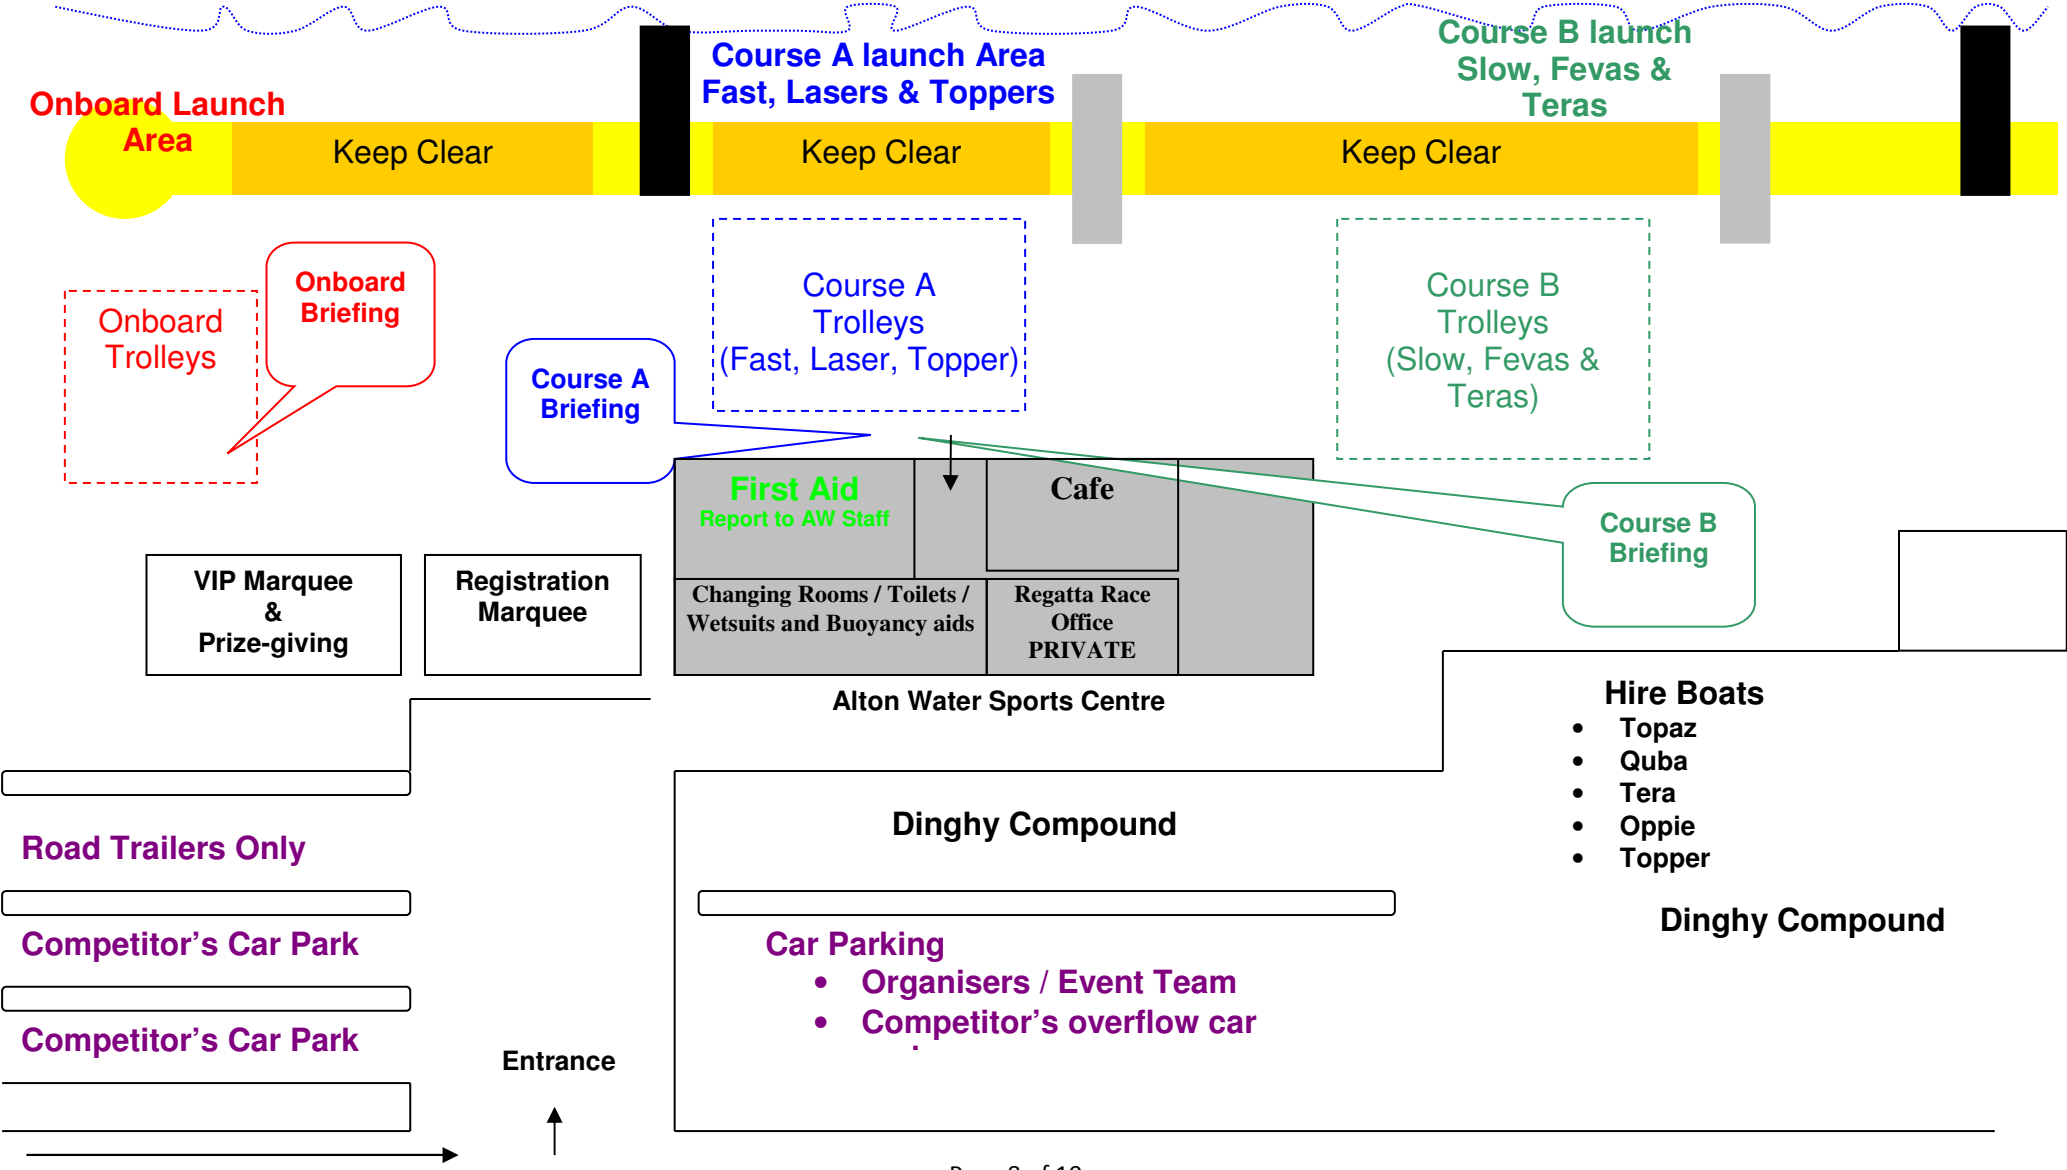 Course A launch Area
Fast, Lasers & Toppers
Course B launch
Slow, Fevas &
Teras
Onboard Launch
Area
Keep Clear
Keep Clear
Keep Clear
Onboard
Briefing
Onboard
Trolleys
Course A
Trolleys
(Fast, Laser, Topper)
Course B
Trolleys
(Slow, Fevas &
Teras)
Course A
Briefing
First Aid
Report to AW Staff
Cafe
Course B
Briefing
VIP Marquee
&
Prize-giving
Registration
Marquee
Changing Rooms / Toilets /
Wetsuits and Buoyancy aids
Regatta Race
Office
PRIVATE
Alton Water Sports Centre
Hire Boats
• Topaz
• Quba
• Tera
• Oppie
• Topper
Dinghy Compound
Road Trailers Only
Dinghy Compound
Competitor’s Car Park
Car Parking
• Organisers / Event Team
• Competitor’s overflow car
Competitor’s Car Park
Entrance